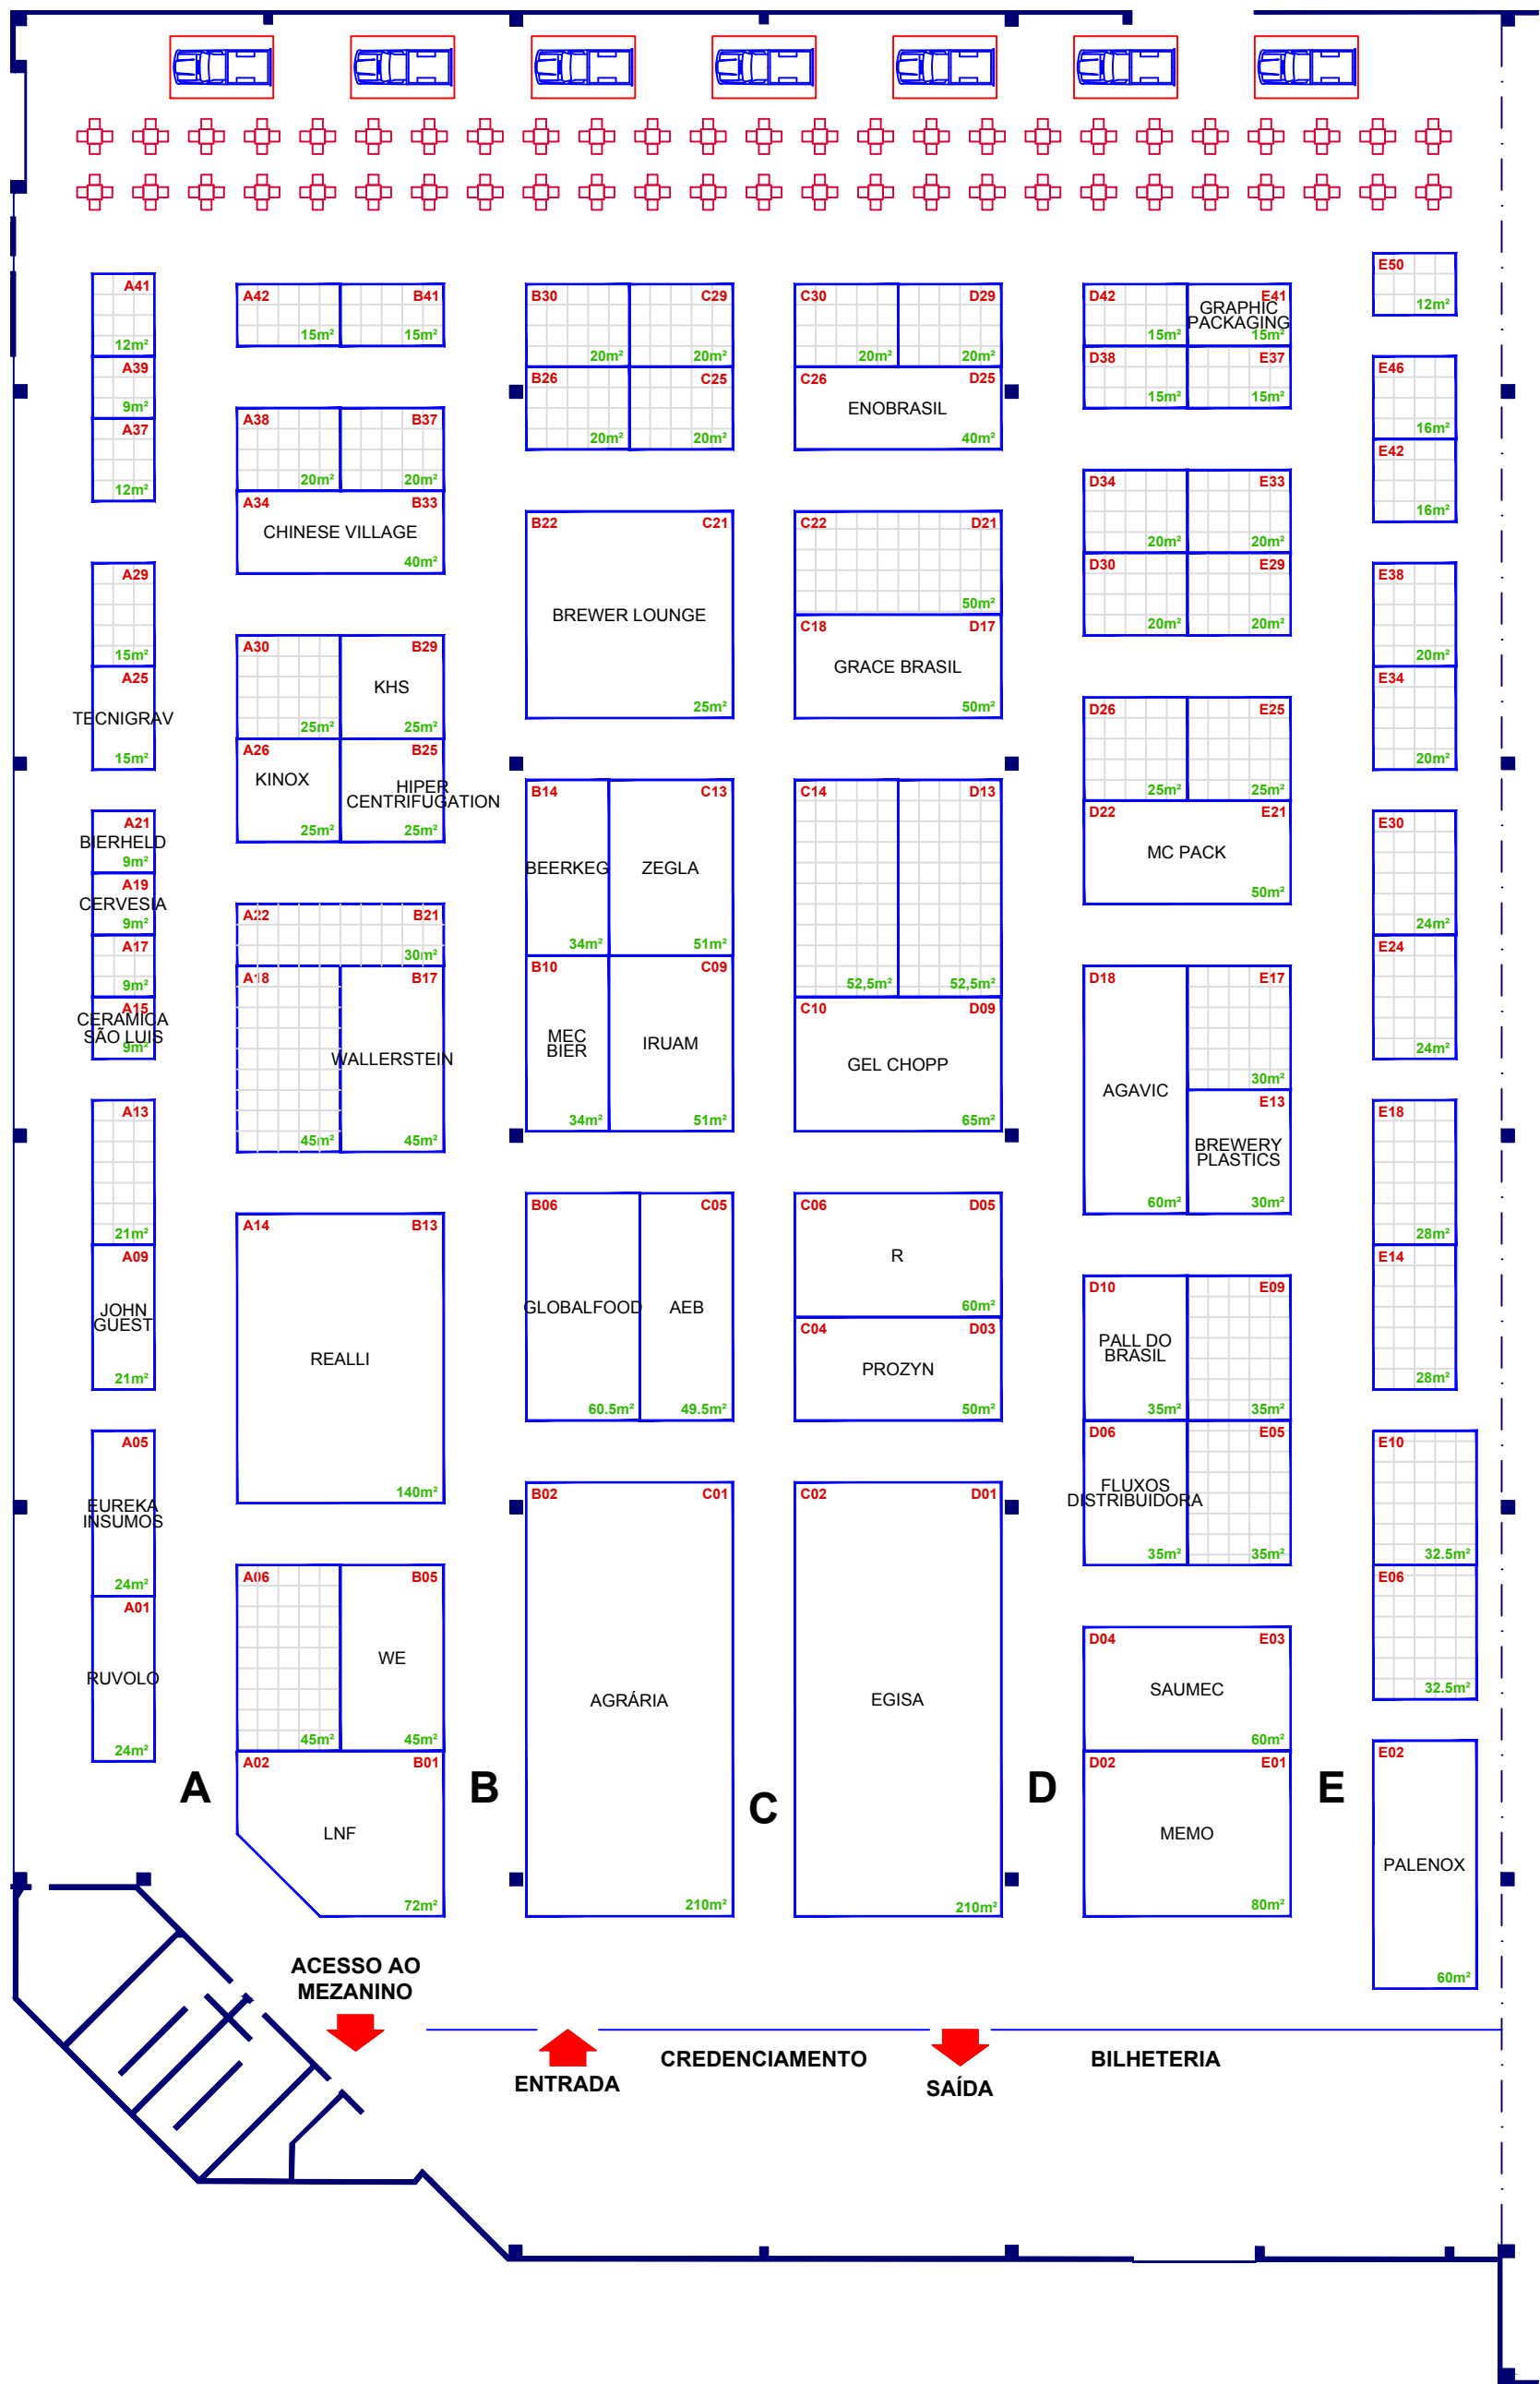 A41
12m²
A39
9m²
A37
12m²
A29
15m²
A25
TECNIGRAV
15m²
A21
BIERHELD
9m²
A19
CERVESIA
9m²
A17
9m²
A15
CERAMICA
SÃO LUIS
9m²
A13
21m²
A09
JOHN
GUEST
21m²
A05
EUREKA
INSUMOS
24m²
A01
RUVOLO
24m²
A
A42 B41
15m² 15m²
A38 B37
20m² 20m²
A34 B33
CHINESE VILLAGE
40m²
A30 B29
KHS
25m² 25m²
A26 B25
KINOX
HIPER
CENTRIFUGATION
25m² 25m²
A22 B21
30m²
A18 B17
WALLERSTEIN
45m² 45m²
A14 B13
REALLI
140m²
A06 B05
WE
45m² 45m²
A02 B01
LNF
72m²
B
B30 C29
20m² 20m²
B26 C25
20m² 20m²
B22 C21
BREWER LOUNGE
25m²
B14 C13
BEERKEG ZEGLA
34m² 51m²
B10 C09
MEC
BIER
IRUAM
34m² 51m²
B06 C05
GLOBALFOOD AEB
60.5m² 49.5m²
B02 C01
AGRÁRIA
210m²
C
C30 D29
20m² 20m²
C26 D25
ENOBRASIL
40m²
C22 D21
50m²
C18 D17
GRACE BRASIL
50m²
C14 D13
52,5m² 52,5m²
C10 D09
GEL CHOPP
65m²
C06 D05
R
60m²
C04 D03
PROZYN
50m²
C02 D01
EGISA
210m²
D
D42 E41
GRAPHIC
PACKAGING
15m² 15m²
D38 E37
15m² 15m²
D34 E33
20m² 20m²
D30 E29
20m² 20m²
D26 E25
25m² 25m²
D22 E21
MC PACK
50m²
D18 E17
AGAVIC
30m²
E13
BREWERY
PLASTICS
60m² 30m²
D10 E09
PALL DO
BRASIL
35m² 35m²
D06 E05
FLUXOS
DISTRIBUIDORA
35m² 35m²
D04 E03
SAUMEC
60m²
D02 E01
MEMO
80m²
E
E50
12m²
E46
16m²
E42
16m²
E38
20m²
E34
20m²
E30
24m²
E24
24m²
E18
28m²
E14
28m²
E10
32.5m²
E06
32.5m²
E02
PALENOX
60m²
ACESSO AO
MEZANINO
ENTRADA
CREDENCIAMENTO
SAÍDA
BILHETERIA